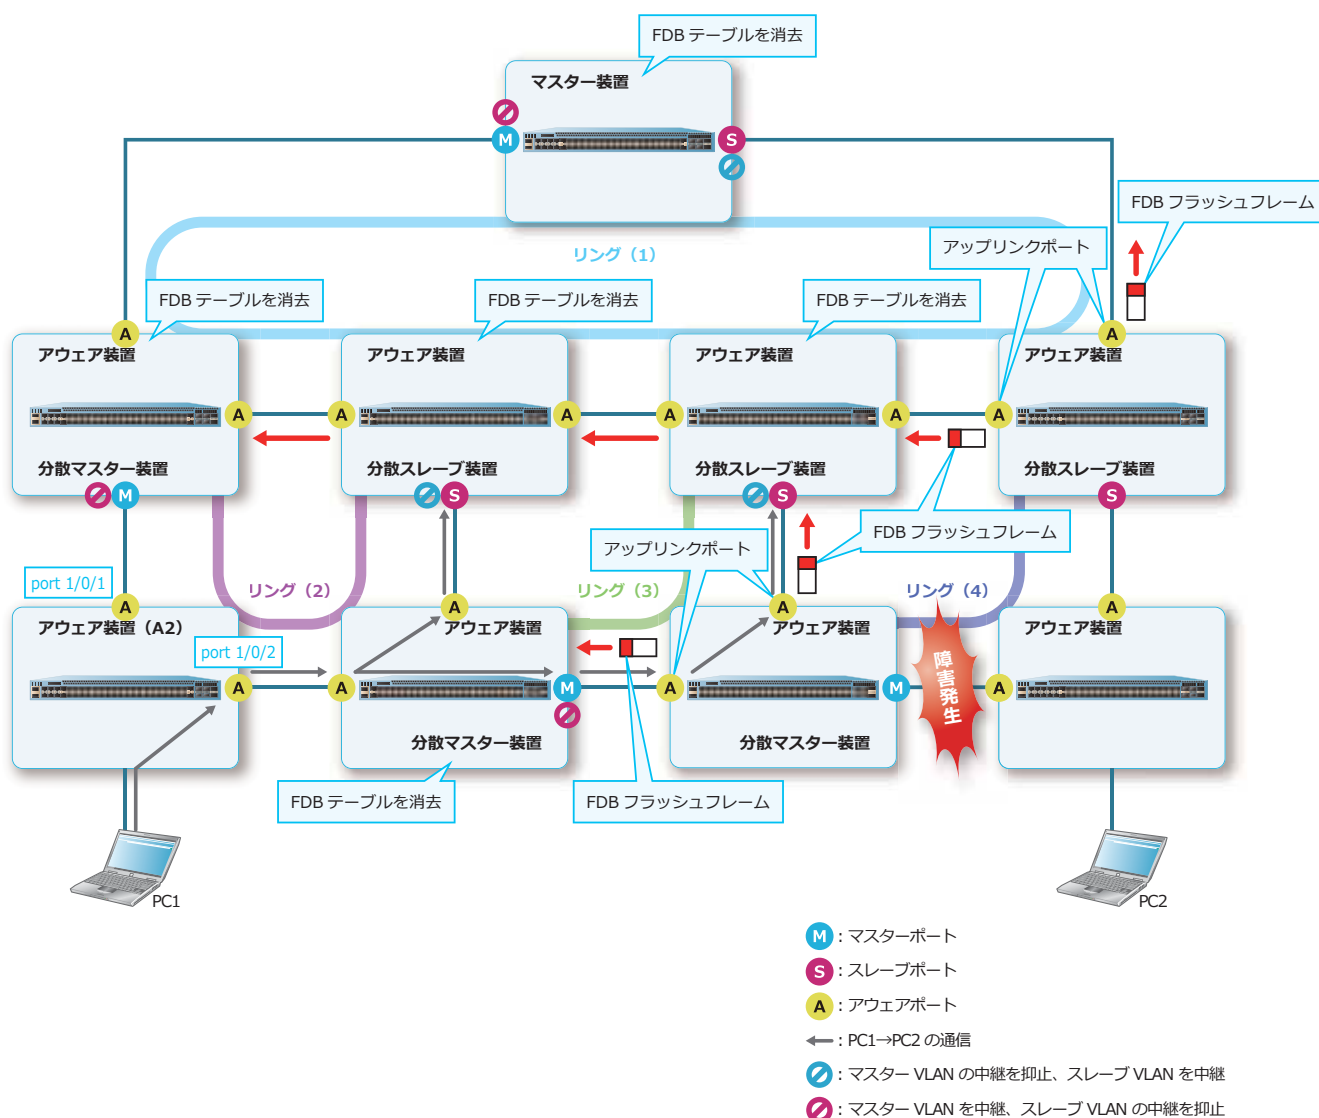 FDB テーブルを消去
マスター装置
M
S
FDB フラッシュフレーム
アップリンクポート
リング（1）
FDB テーブルを消去
FDB テーブルを消去
FDB テーブルを消去
A
A
アウェア装置
アウェア装置
アウェア装置
アウェア装置
A
A
A
A
A
A
分散マスター装置
分散スレーブ装置
分散スレーブ装置
分散スレーブ装置
M
S
S
S
FDB フラッシュフレーム
アップリンクポート
port 1/0/1
リング（2）
リング（3）
リング（4）
A
A
A
A
アウェア装置（A2）
アウェア装置
アウェア装置
アウェア装置
port 1/0/2
障害発生
A
A
M
A
M
A
分散マスター装置
分散マスター装置
FDB テーブルを消去
FDB フラッシュフレーム
PC1
PC2
M : マスターポート
S : スレーブポート
A : アウェアポート
: PC1→PC2 の通信
: マスター VLAN の中継を抑止、スレーブ VLAN を中継
: マスター VLAN を中継、スレーブ VLAN の中継を抑止